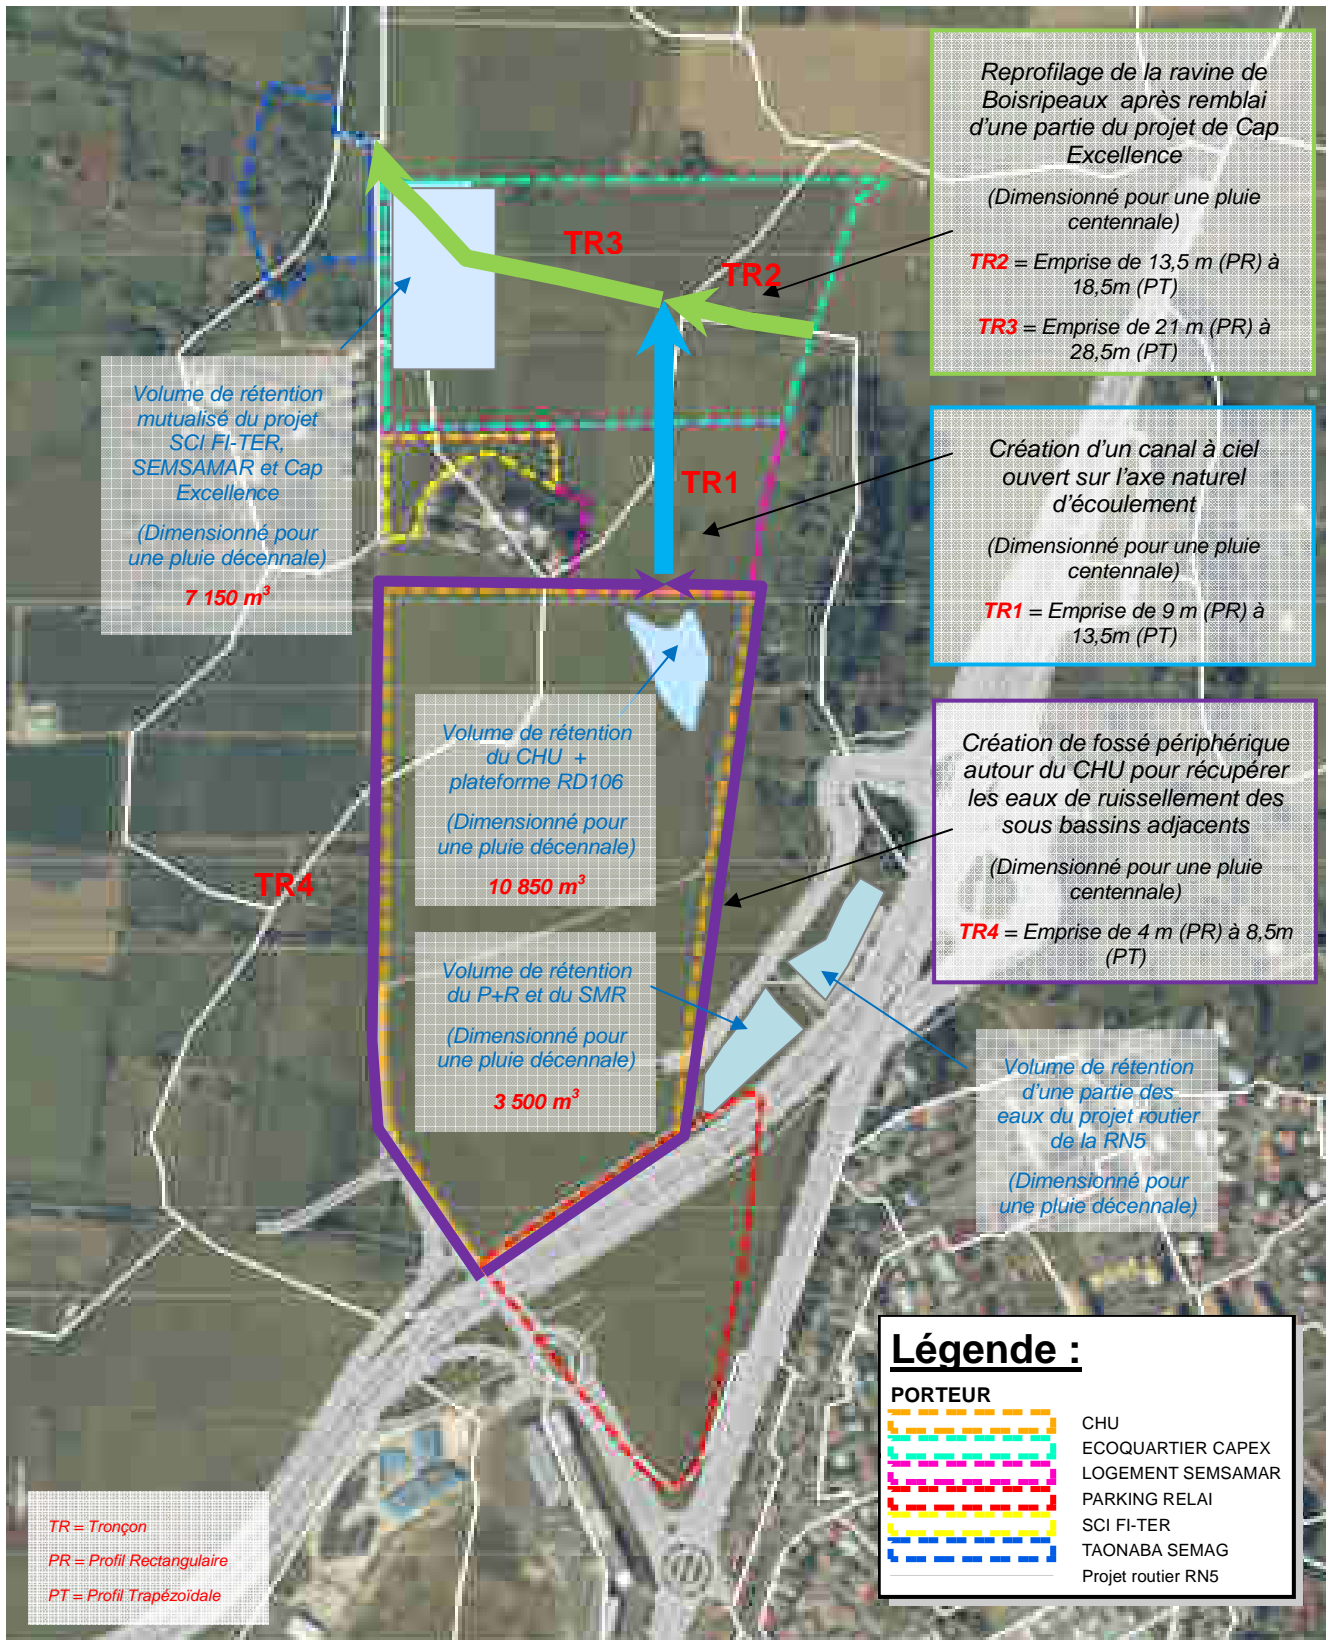 Reprofilage de la ravine de
Boisripeaux après remblai
d'une partie du projet de Cap
Excellence
(Dimensionné pour une pluie
centennale)
TR2 = Emprise de 13,5 m (PR) à
18,5m (PT)
TR3 = Emprise de 21 m (PR) à
28,5m (PT)
TR3
TR2
Volume de rétention
mutualisé du projet
SCI FI-TER,
SEMSAMAR et Cap
Excellence
(Dimensionné pour
une pluie décennale)
7 150 m³
Création d'un canal à ciel
ouvert sur l'axe naturel
d'écoulement
(Dimensionné pour une pluie
centennale)
TR1 = Emprise de 9 m (PR) à
13,5m (PT)
TR1
Volume de rétention
du CHU +
plateforme RD106
(Dimensionné pour
une pluie décennale)
10 850 m³
Création de fossé périphérique
autour du CHU pour récupérer
les eaux de ruissellement des
sous bassins adjacents
(Dimensionné pour une pluie
centennale)
TR4 = Emprise de 4 m (PR) à 8,5m
(PT)
TR4
Volume de rétention
du P+R et du SMR
(Dimensionné pour
une pluie décennale)
3 500 m³
Volume de rétention
d'une partie des
eaux du projet routier
de la RN5
(Dimensionné pour
une pluie décennale)
Légende :
PORTEUR
CHU
ECOQUARTIER CAPEX
LOGEMENT SEMSAMAR
PARKING RELAI
SCI FI-TER
TAONABA SEMAG
Projet routier RN5
TR = Tronçon
PR = Profil Rectangulaire
PT = Profil Trapézoïdale